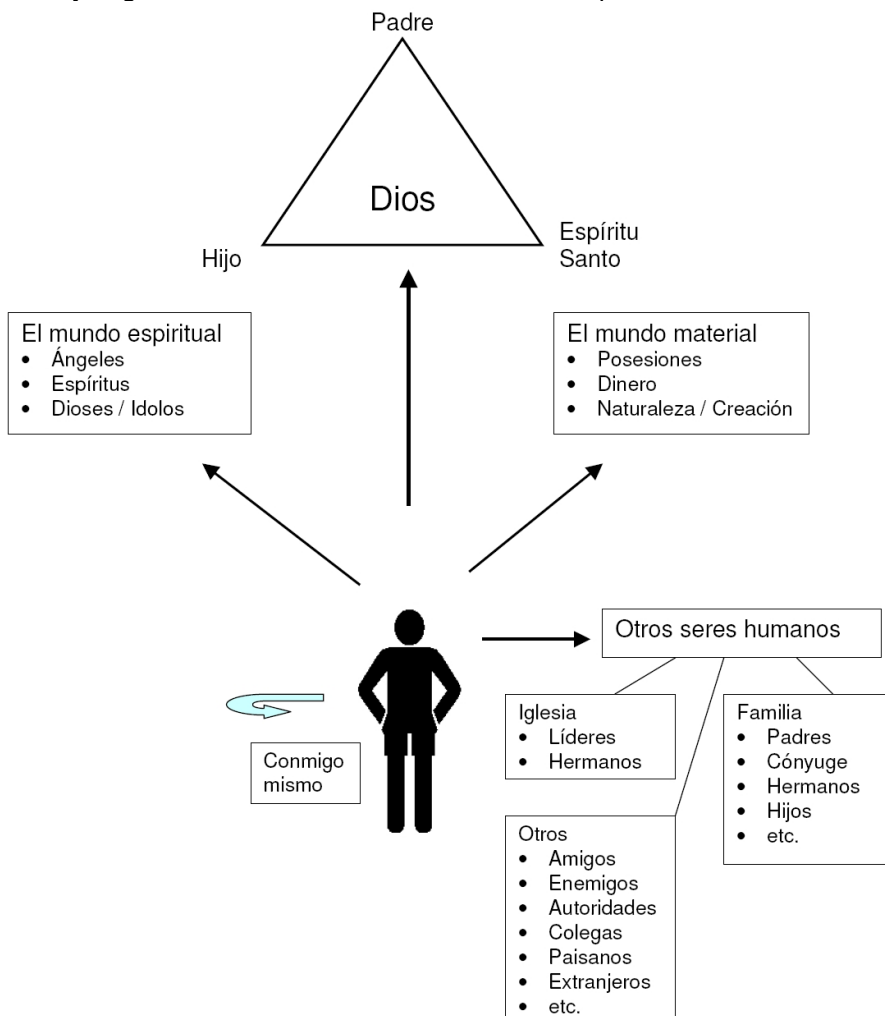 Padre
Dios
Hijo
Espíritu
Santo
El mundo espiritual
• Ángeles
• Espíritus
• Dioses / Idolos
El mundo material
• Posesiones
• Dinero
• Naturaleza / Creación
Otros seres humanos
Conmigo
mismo
Iglesia
• Líderes
• Hermanos
Familia
• Padres
• Cónyuge
• Hermanos
• Hijos
• etc.
Otros
• Amigos
• Enemigos
• Autoridades
• Colegas
• Paisanos
• Extranjeros
• etc.